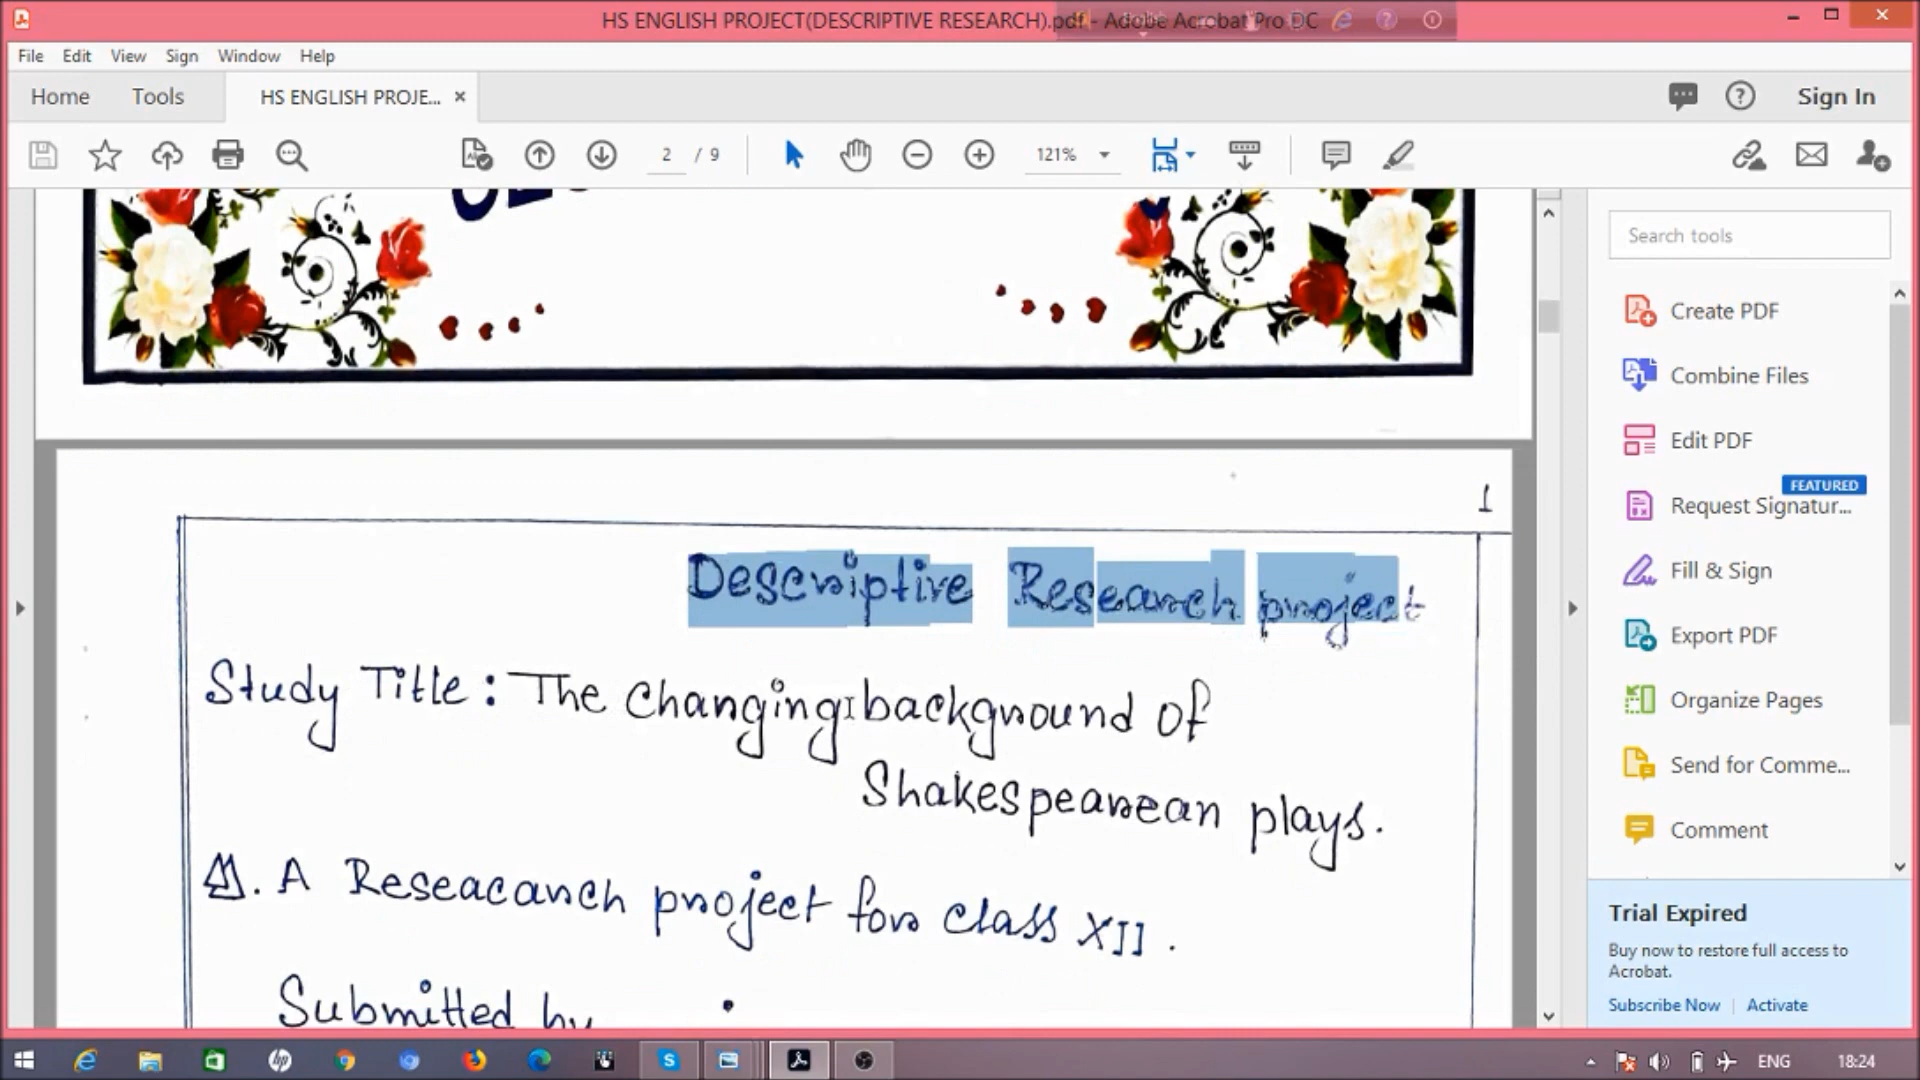 HS ENGLISH PROJECT(DESCRIPTIVE RESEARCH).pdf - Adobe Acrobat Pro DC
File Edit View Window Help
Sign
Home Tools HS ENGLISH PROJE... × Sign In
2 / 9 121%
Search tools
Create PDF
Combine Files
Edit PDF
FEATURED
Request Signatur...
Fill & Sign
Export PDF
Organize Pages
Send for Comme...
Comment
Trial Expired
Buy now to restore full access to
Acrobat.
Subscribe Now Activate
1
Descriptive Research project
Study Title : The changing background of
Shakespearean plays.
A Reseacarch project for class XII .
Submitted by
ENG 18:24